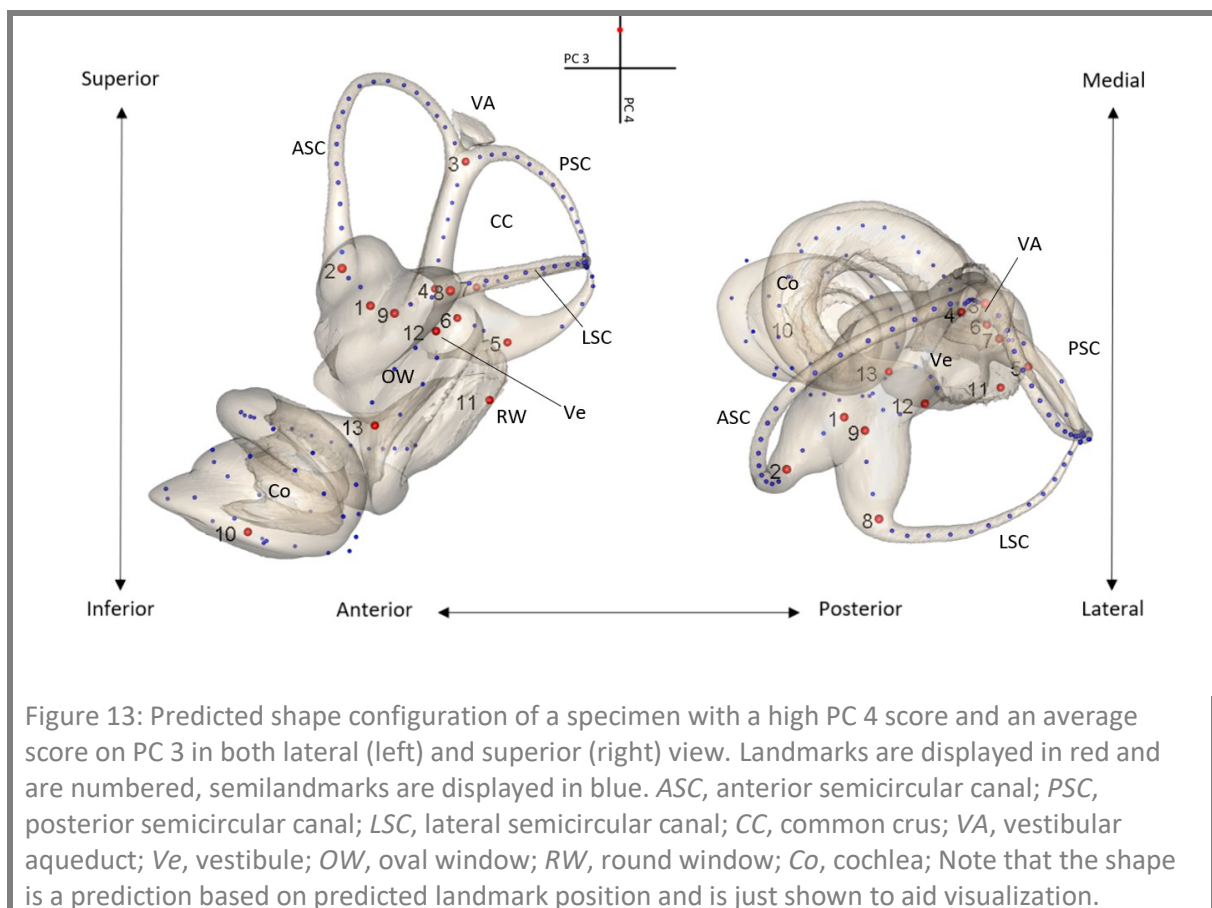 PC 3
PC 4
Superior
Medial
VA
ASC
3
PSC
CC
VA
2
Co
4
3
4
8
7
10
6
7
1
9
6
LSC
Ve
PSC
12
5
13
5
OW
ASC
11
12
11
RW
Ve
1
9
13
2
Co
10
8
LSC
Inferior
Anterior
Posterior
Lateral
Figure 13: Predicted shape configuration of a specimen with a high PC 4 score and an average
score on PC 3 in both lateral (left) and superior (right) view. Landmarks are displayed in red and
are numbered, semilandmarks are displayed in blue. ASC, anterior semicircular canal; PSC,
posterior semicircular canal; LSC, lateral semicircular canal; CC, common crus; VA, vestibular
aqueduct; Ve, vestibule; OW, oval window; RW, round window; Co, cochlea; Note that the shape
is a prediction based on predicted landmark position and is just shown to aid visualization.